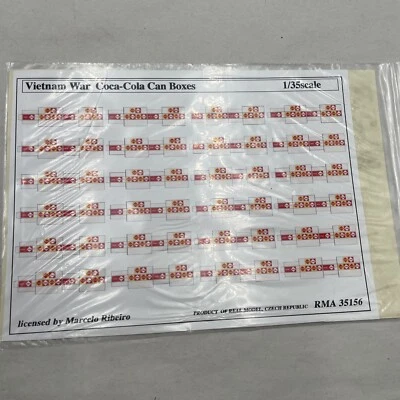 Vietnam War Coca-Cola Can Boxes 1/35scale
licensed by Marcelo Ribeiro
PRODUCT OF REAL MODEL, CZECH REPUBLIC RMA 35156